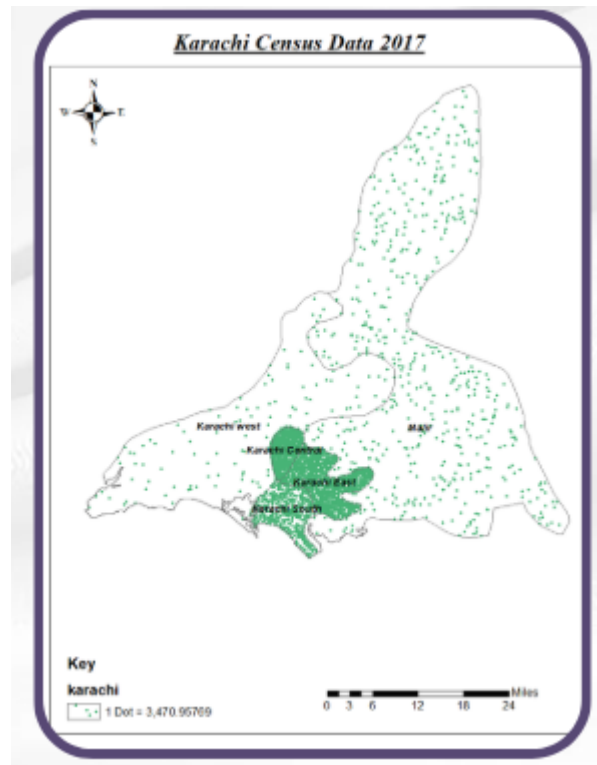 Karachi Census Data 2017
N
W E
S
Karachi west
Malir
Karachi Central
Karachi East
Karachi South
Key
karachi
1 Dot = 3,470.95769
Miles
0 3 6 12 18 24